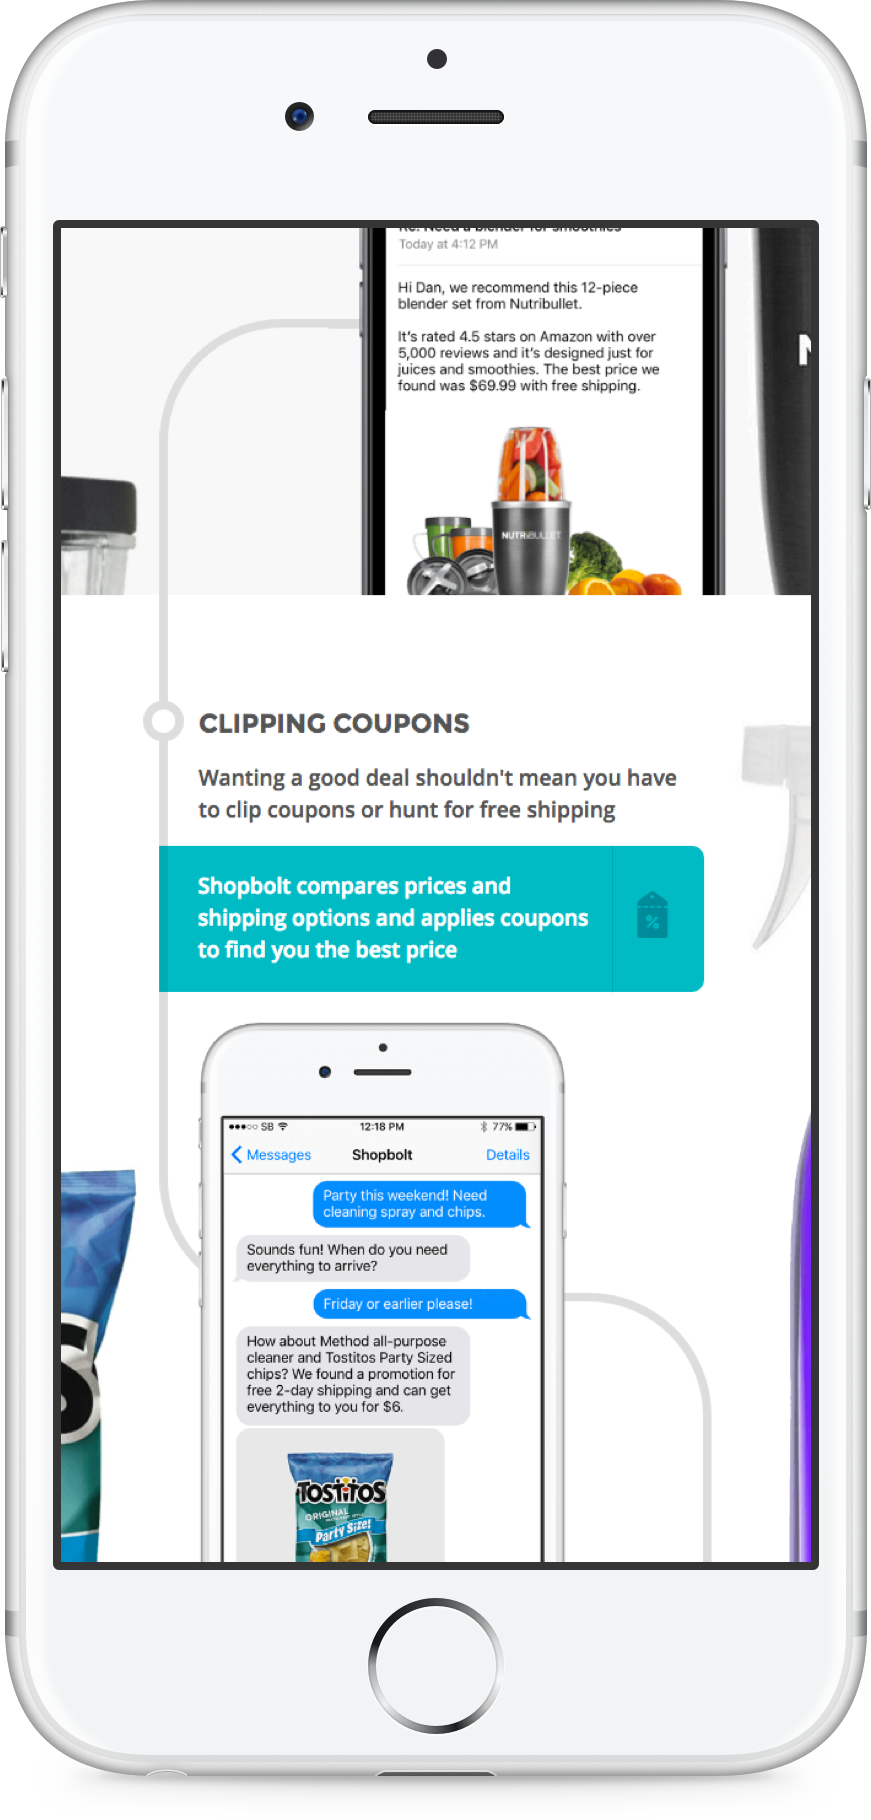 Re: Need a blender for smoothies
Today at 4:12 PM
Hi Dan, we recommend this 12-piece
blender set from Nutribullet.
It's rated 4.5 stars on Amazon with over
5,000 reviews and it's designed just for
juices and smoothies. The best price we
found was $69.99 with free shipping.
NUTRiBULLET.
CLIPPING COUPONS
Wanting a good deal shouldn't mean you have
to clip coupons or hunt for free shipping
Shopbolt compares prices and
shipping options and applies coupons
to find you the best price
%
SB 12:18 PM 77%
Messages Shopbolt Details
Party this weekend! Need
cleaning spray and chips.
Sounds fun! When do you need
everything to arrive?
Friday or earlier please!
How about Method all-purpose
cleaner and Tostitos Party Sized
chips? We found a promotion for
free 2-day shipping and can get
everything to you for $6.
TOSTITOS
ORIGINAL
Party Size!